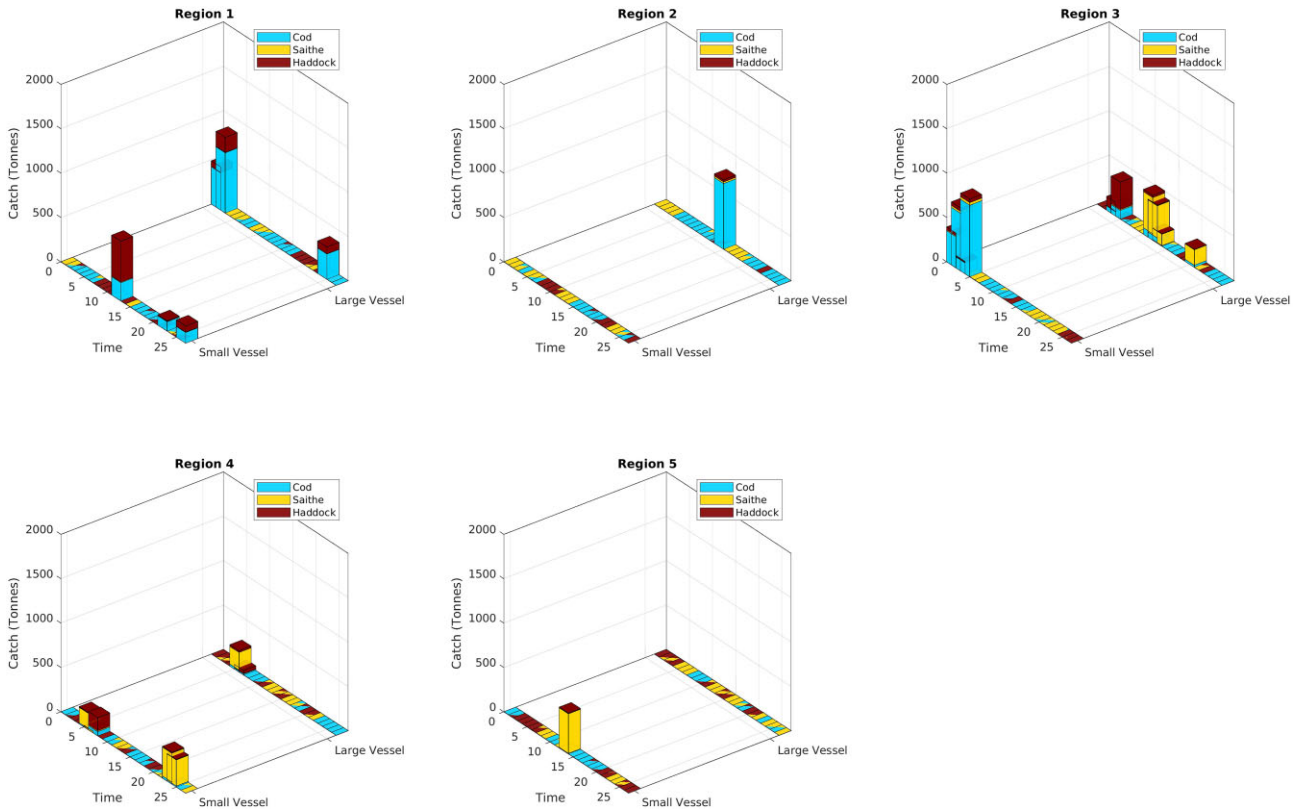 Region 1
Cod
Saithe
Haddock
2000
1500
1000
500
0
Catch (Tonnes)
0
5
10
15
20
25
Time
Large Vessel
Small Vessel
Region 2
Cod
Saithe
Haddock
2000
1500
1000
500
0
Catch (Tonnes)
0
5
10
15
20
25
Time
Large Vessel
Small Vessel
Region 3
Cod
Saithe
Haddock
2000
1500
1000
500
0
Catch (Tonnes)
0
5
10
15
20
25
Time
Large Vessel
Small Vessel
Region 4
Cod
Saithe
Haddock
2000
1500
1000
500
0
Catch (Tonnes)
0
5
10
15
20
25
Time
Large Vessel
Small Vessel
Region 5
Cod
Saithe
Haddock
2000
1500
1000
500
0
Catch (Tonnes)
0
5
10
15
20
25
Time
Large Vessel
Small Vessel